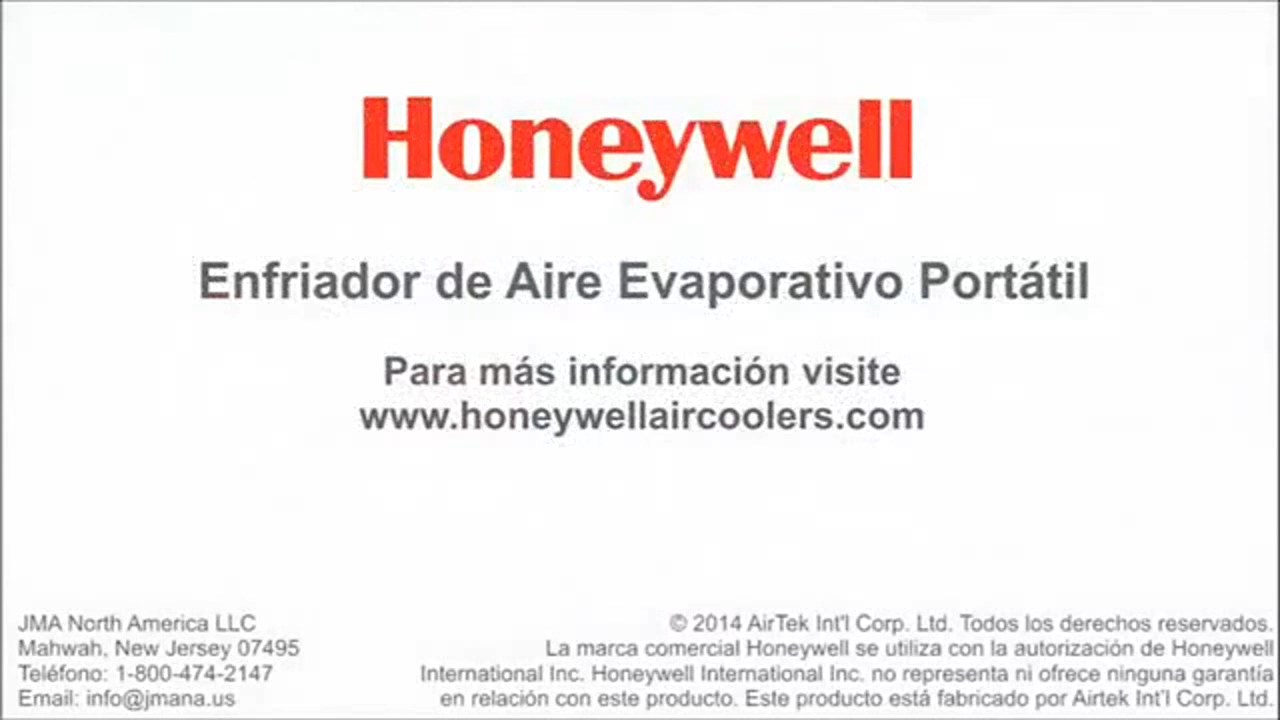 Honeywell
Enfriador de Aire Evaporativo Portátil
Para más información visite
www.honeywellaircoolers.com
JMA North America LLC
Mahwah, New Jersey 07495
Teléfono: 1-800-474-2147
Email: info@jmana.us
© 2014 AirTek Int'l Corp. Ltd. Todos los derechos reservados.
La marca comercial Honeywell se utiliza con la autorización de Honeywell
International Inc. Honeywell International Inc. no representa ni ofrece ninguna garantía
en relación con este producto. Este producto está fabricado por Airtek Int'l Corp. Ltd.